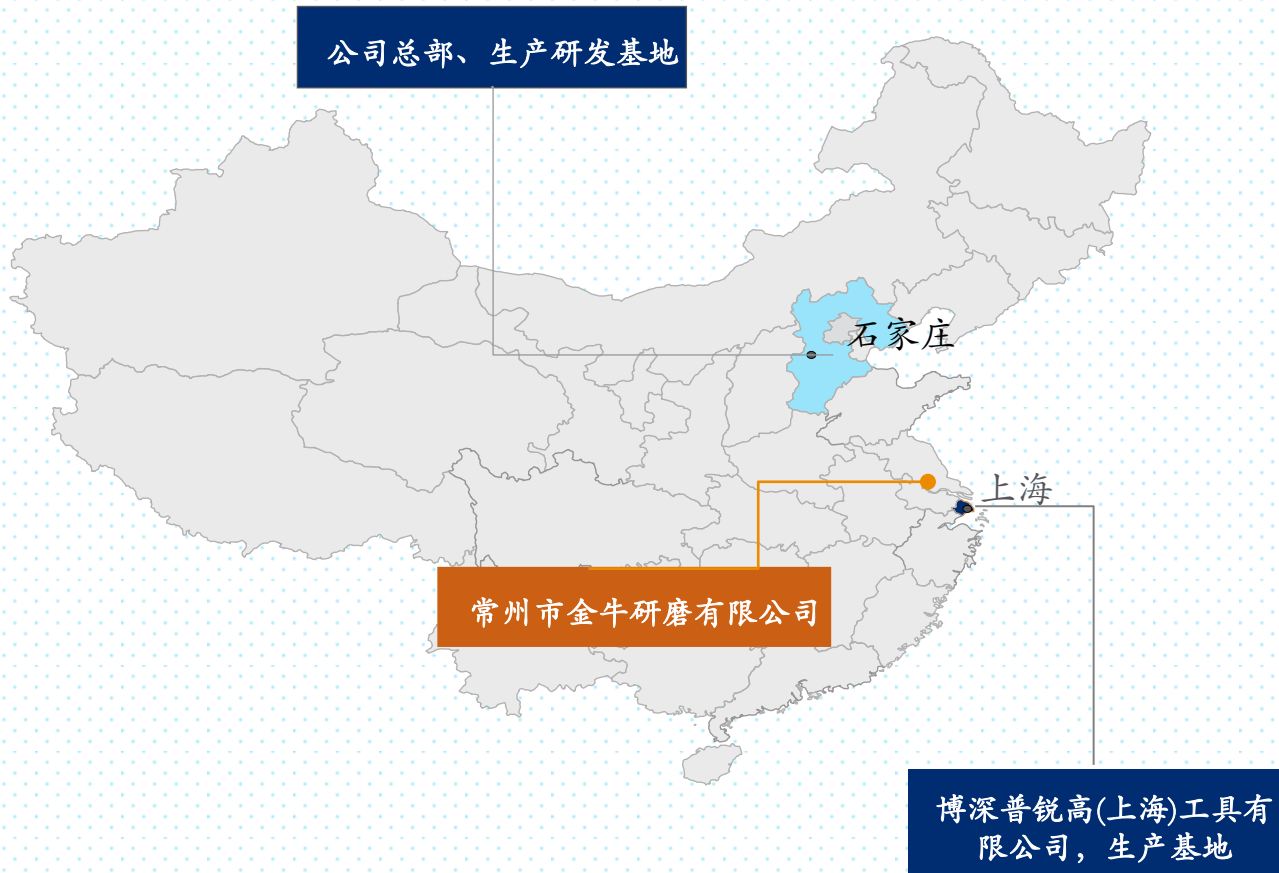 公司总部、生产研发基地
石家庄
上海
常州市金牛研磨有限公司
博深普锐高(上海)工具有
限公司，生产基地